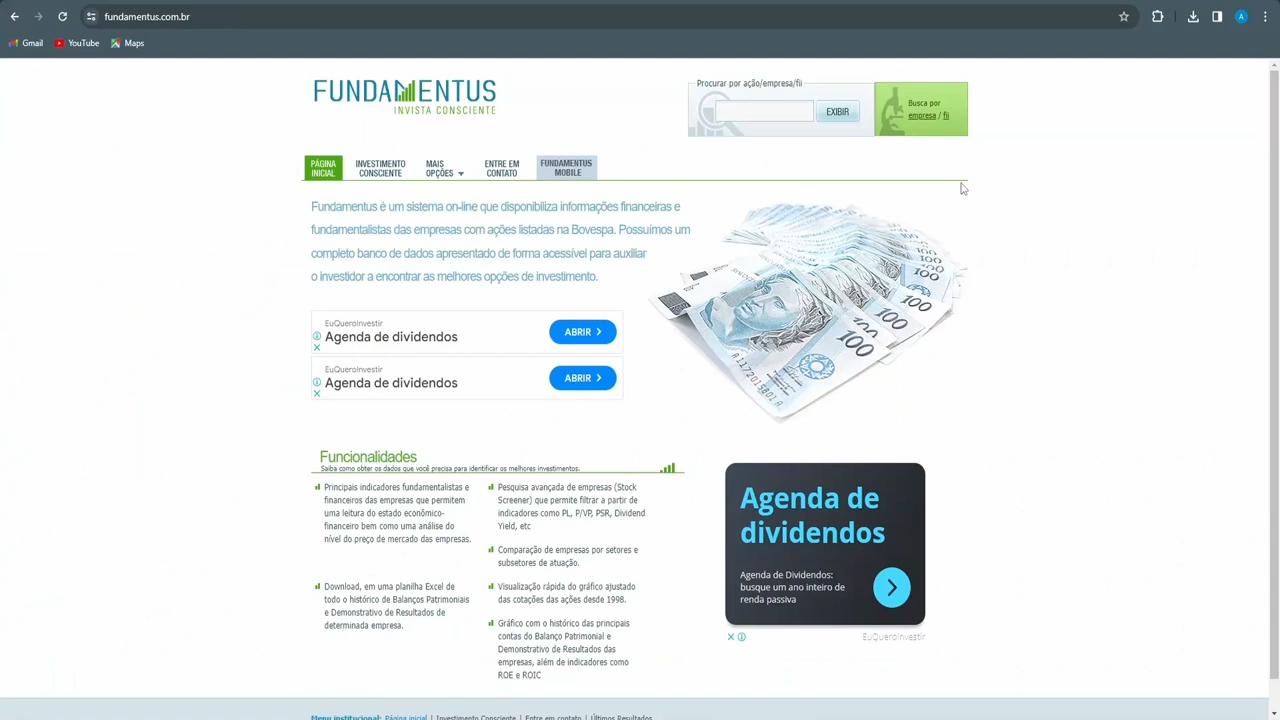 fundamentus.com.br
Gmail
YouTube
Maps
FUNDAMENTUS
INVISTA CONSCIENTE
Procurar por ação/empresa/fii
EXIBIR
Busca por
empresa / fii
PÁGINA
INICIAL
INVESTIMENTO
CONSCIENTE
MAIS
OPÇÕES
ENTRE EM
CONTATO
FUNDAMENTUS
MOBILE
Fundamentus é um sistema on-line que disponibiliza informações financeiras e
fundamentalistas das empresas com ações listadas na Bovespa. Possuímos um
completo banco de dados apresentado de forma acessível para auxiliar
o investidor a encontrar as melhores opções de investimento.
EuQueroInvestir
Agenda de dividendos
ABRIR
EuQueroInvestir
Agenda de dividendos
ABRIR
100
100
100
100
A1172015801A
Funcionalidades
Saiba como obter os dados que você precisa para identificar os melhores investimentos.
Principais indicadores fundamentalistas e
financeiros das empresas que permitem
uma leitura do estado econômico-
financeiro bem como uma análise do
nível do preço de mercado das empresas.
Download, em uma planilha Excel de
todo o histórico de Balanços Patrimoniais
e Demonstrativo de Resultados de
determinada empresa.
Pesquisa avançada de empresas (Stock
Screener) que permite filtrar a partir de
indicadores como PL, P/VP, PSR, Dividend
Yield, etc
Comparação de empresas por setores e
subsetores de atuação.
Visualização rápida do gráfico ajustado
das cotações das ações desde 1998.
Gráfico com o histórico das principais
contas do Balanço Patrimonial e
Demonstrativo de Resultados das
empresas, além de indicadores como
ROE e ROIC
Agenda de
dividendos
Agenda de Dividendos:
busque um ano inteiro de
renda passiva
EuQueroInvestir
Menu institucional: Página inicial | Investimento Consciente | Entre em contato | Últimos Resultados